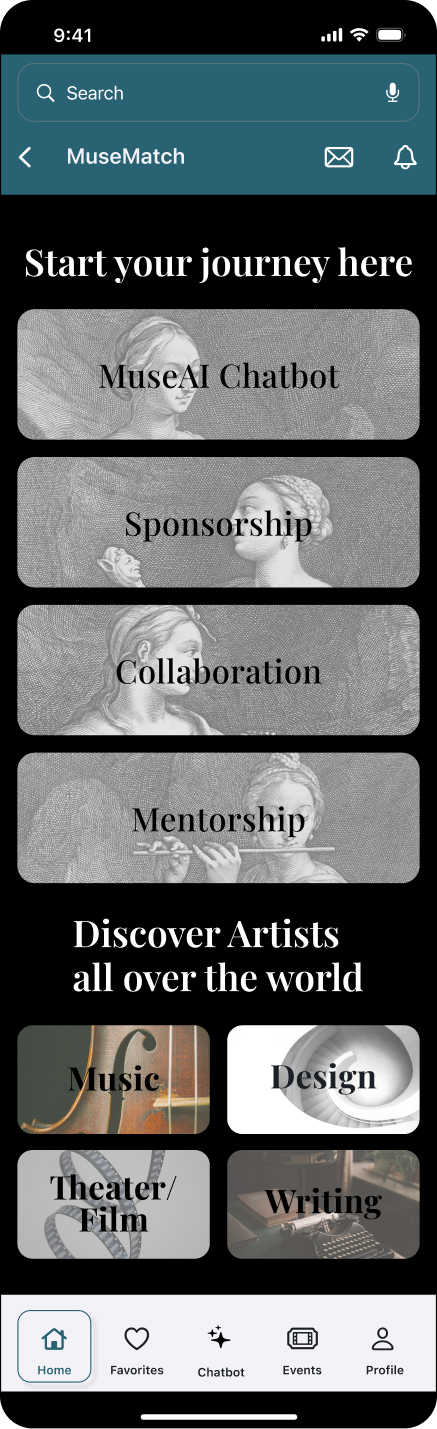 9:41
Search
MuseMatch
Start your journey here
MuseAI Chatbot
Sponsorship
Collaboration
Mentorship
Discover Artists
all over the world
Music
Design
Theater/
Film
Writing
Home
Favorites
Chatbot
Events
Profile